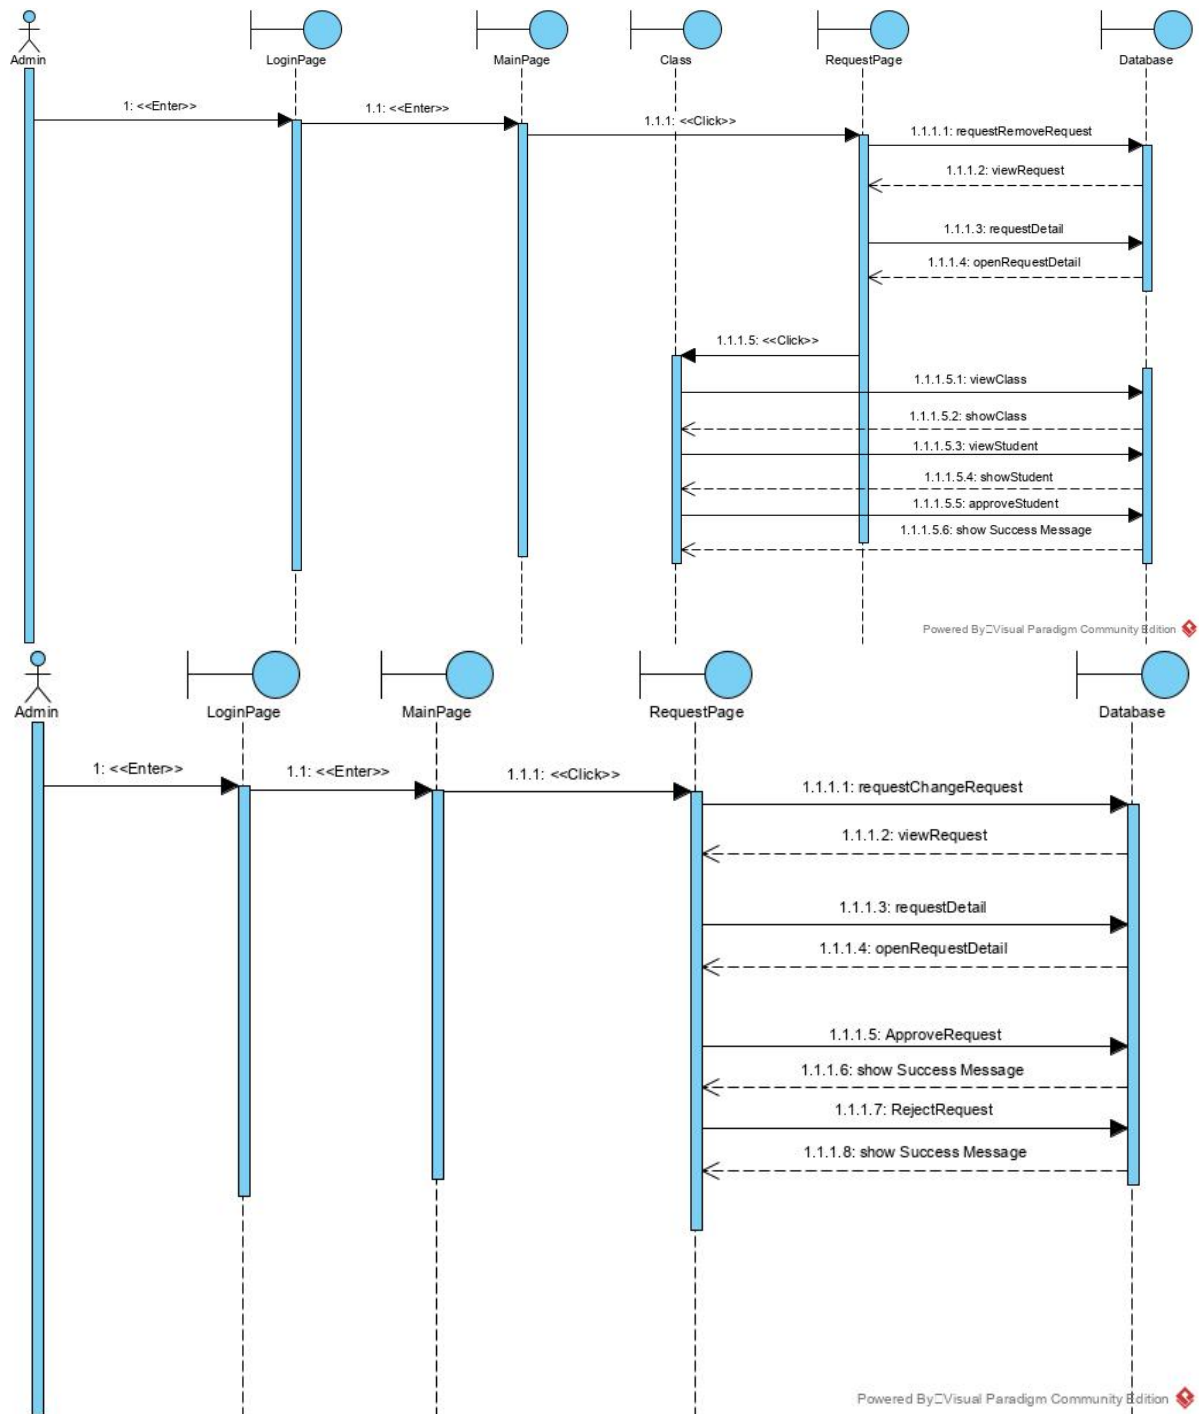 Admin
LoginPage
MainPage
Class
RequestPage
Database
1: <<Enter>>
1.1: <<Enter>>
1.1.1: <<Click>>
1.1.1.1: requestRemoveRequest
1.1.1.2: viewRequest
1.1.1.3: requestDetail
1.1.1.4: openRequestDetail
1.1.1.5: <<Click>>
1.1.1.5.1: viewClass
1.1.1.5.2: showClass
1.1.1.5.3: viewStudent
1.1.1.5.4: showStudent
1.1.1.5.5: approveStudent
1.1.1.5.6: show Success Message
Powered By Visual Paradigm Community Edition
Admin
LoginPage
MainPage
RequestPage
Database
1: <<Enter>>
1.1: <<Enter>>
1.1.1: <<Click>>
1.1.1.1: requestChangeRequest
1.1.1.2: viewRequest
1.1.1.3: requestDetail
1.1.1.4: openRequestDetail
1.1.1.5: ApproveRequest
1.1.1.6: show Success Message
1.1.1.7: RejectRequest
1.1.1.8: show Success Message
Powered By Visual Paradigm Community Edition